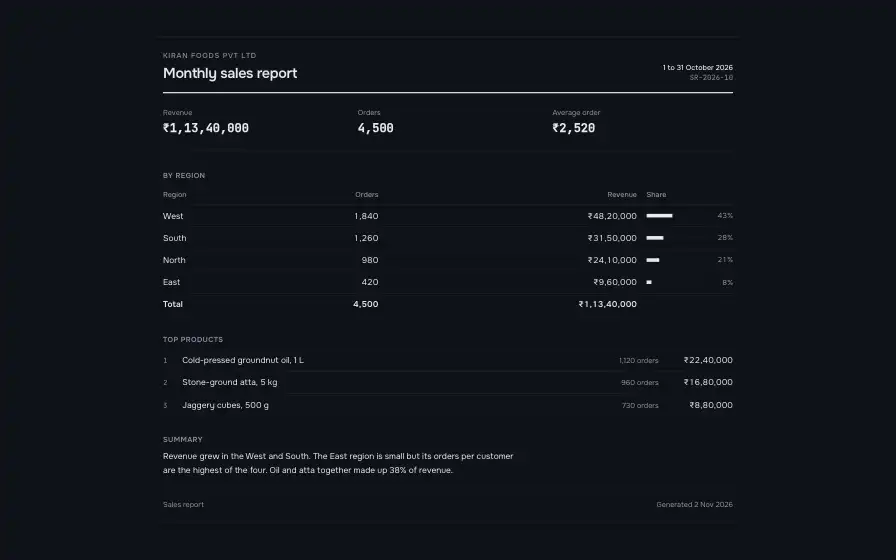 KIRAN FOODS PVT LTD
Monthly sales report
1 to 31 October 2026
SR-2026-10
Revenue Orders Average order
₹1,13,40,000 4,500 ₹2,520
BY REGION
Region Orders Revenue Share
West 1,840 ₹48,20,000 43%
South 1,260 ₹31,50,000 28%
North 980 ₹24,10,000 21%
East 420 ₹9,60,000 8%
Total 4,500 ₹1,13,40,000
TOP PRODUCTS
1 Cold-pressed groundnut oil, 1 L 1,120 orders ₹22,40,000
2 Stone-ground atta, 5 kg 960 orders ₹16,80,000
3 Jaggery cubes, 500 g 730 orders ₹8,80,000
SUMMARY
Revenue grew in the West and South. The East region is small but its orders per customer
are the highest of the four. Oil and atta together made up 38% of revenue.
Sales report Generated 2 Nov 2026